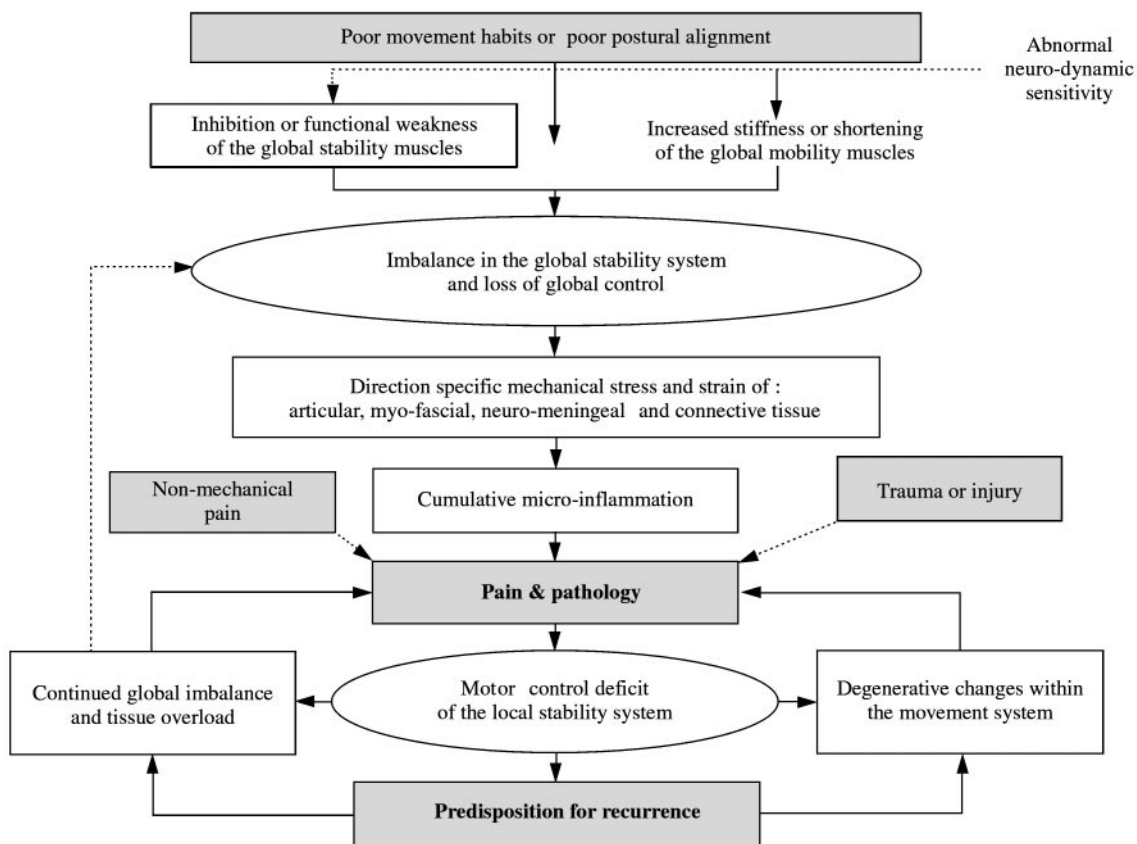 Poor movement habits or poor postural alignment
Abnormal
neuro-dynamic
sensitivity
Inhibition or functional weakness
of the global stability muscles
Increased stiffness or shortening
of the global mobility muscles
Imbalance in the global stability system
and loss of global control
Direction specific mechanical stress and strain of :
articular, myo-fascial, neuro-meningeal and connective tissue
Non-mechanical
pain
Cumulative micro-inflammation
Trauma or injury
Pain & pathology
Continued global imbalance
and tissue overload
Motor control deficit
of the local stability system
Degenerative changes within
the movement system
Predisposition for recurrence